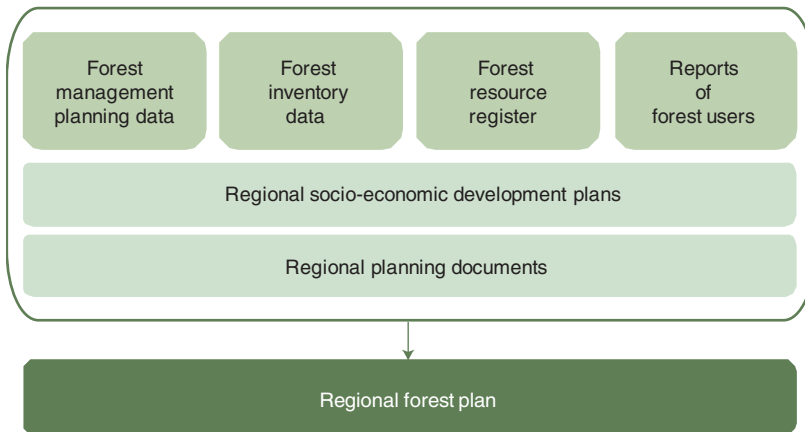 Forest
management
planning data
Forest
inventory
data
Forest
resource
register
Reports
of
forest users
Regional socio-economic development plans
Regional planning documents
Regional forest plan